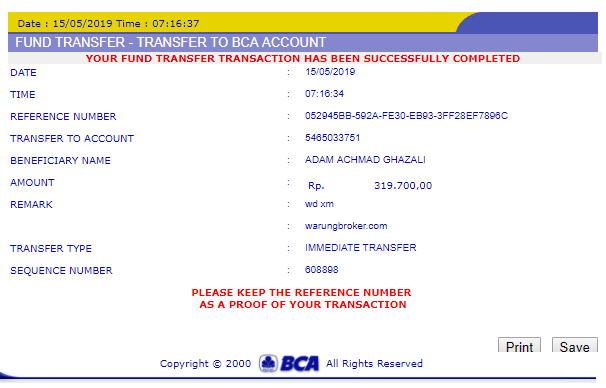 Date : 15/05/2019 Time : 07:16:37
FUND TRANSFER - TRANSFER TO BCA ACCOUNT
YOUR FUND TRANSFER TRANSACTION HAS BEEN SUCCESSFULLY COMPLETED
DATE : 15/05/2019
TIME : 07:16:34
REFERENCE NUMBER : 052945BB-592A-FE30-EB93-3FF28EF7896C
TRANSFER TO ACCOUNT : 5465033751
BENEFICIARY NAME : ADAM ACHMAD GHAZALI
AMOUNT : Rp. 319.700,00
REMARK : wd xm
: warungbroker.com
TRANSFER TYPE : IMMEDIATE TRANSFER
SEQUENCE NUMBER : 608898
PLEASE KEEP THE REFERENCE NUMBER
AS A PROOF OF YOUR TRANSACTION
Print Save
Copyright © 2000 BCA All Rights Reserved